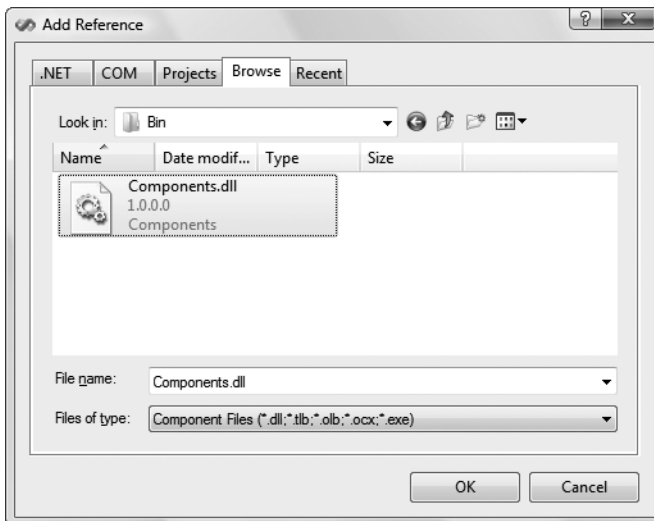 Add Reference
?
X
.NET COM Projects Browse Recent
Look in: Bin
Name Date modif... Type Size
Components.dll
1.0.0.0
Components
File name: Components.dll
Files of type: Component Files (*.dll;*.tlb;*.olb;*.ocx;*.exe)
OK Cancel